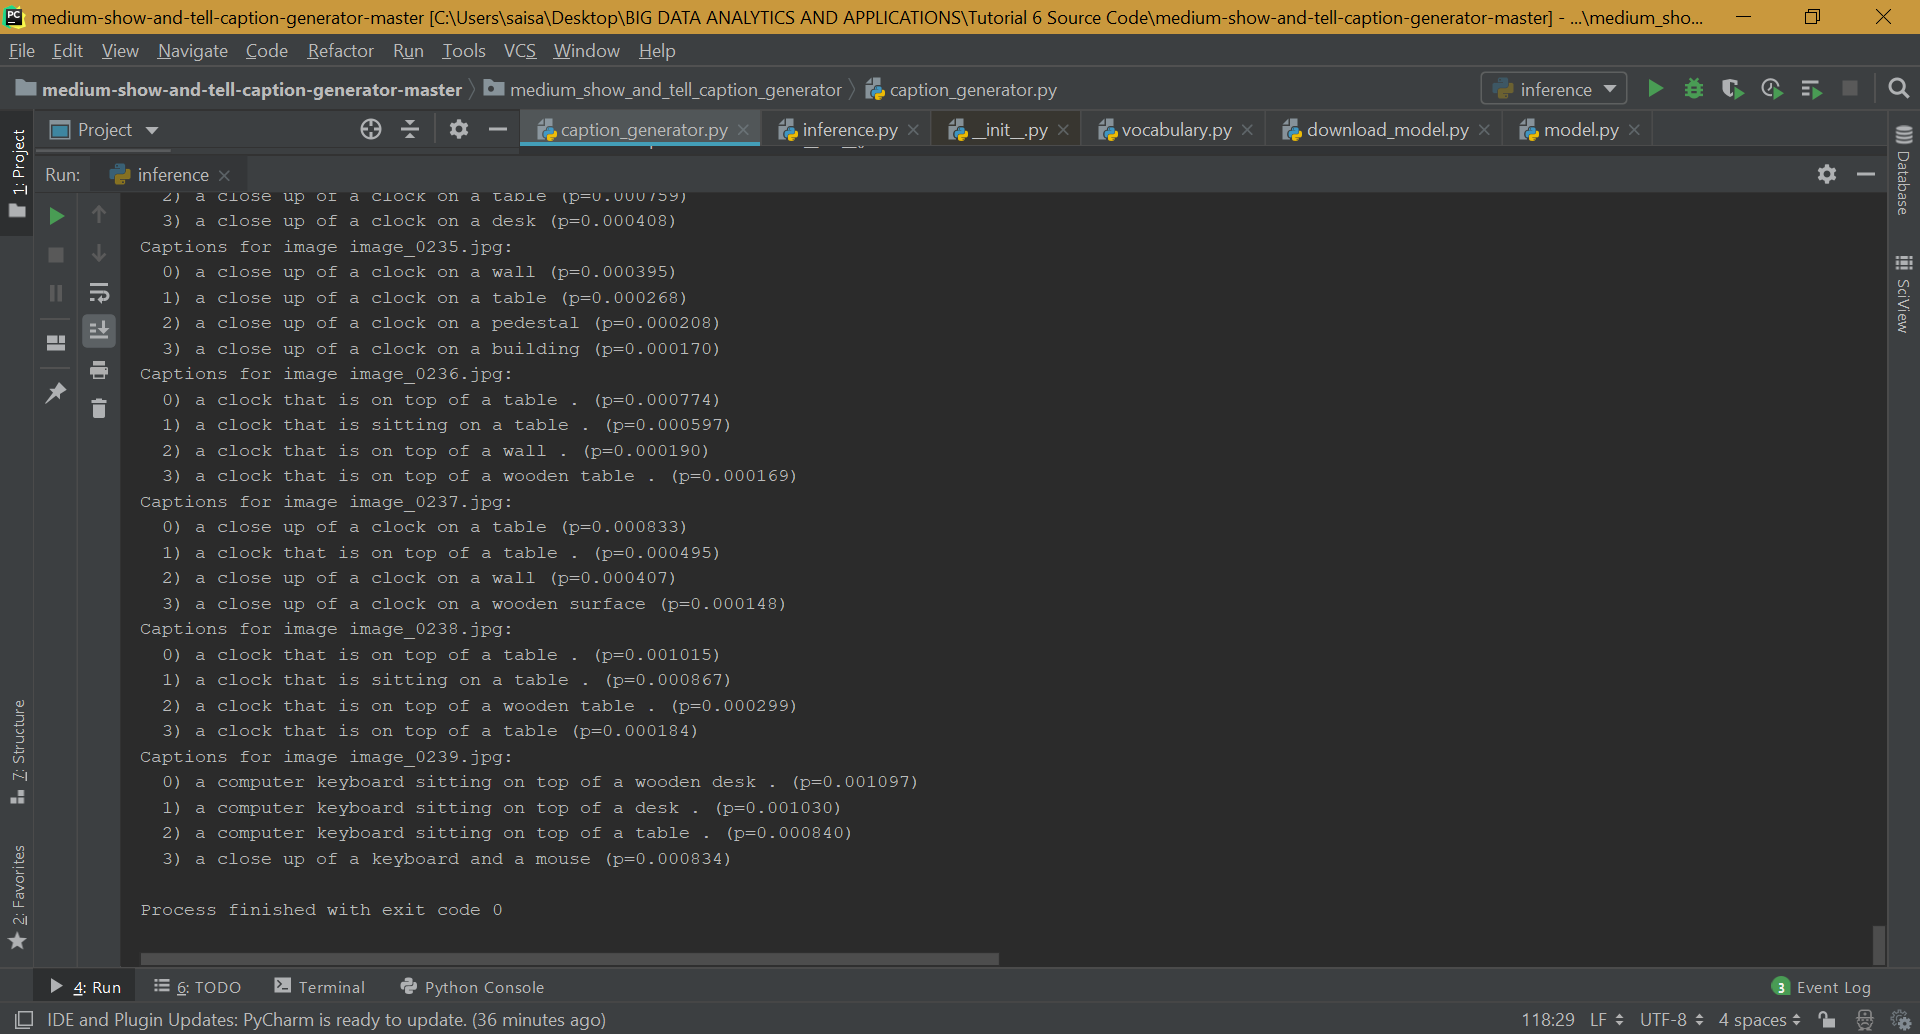 PC medium-show-and-tell-caption-generator-master [C:\Users\saisa\Desktop\BIG DATA ANALYTICS AND APPLICATIONS\Tutorial 6 Source Code\medium-show-and-tell-caption-generator-master] - ...\medium_sho...
File Edit View Navigate Code Refactor Run Tools VCS Window Help
medium-show-and-tell-caption-generator-master medium_show_and_tell_caption_generator caption_generator.py inference
Project caption_generator.py inference.py __init__.py vocabulary.py download_model.py model.py
Run: inference
1: Project
7: Structure
2: Favorites
Database
SciView
2) a close up of a clock on a table (p=0.000759)
3) a close up of a clock on a desk (p=0.000408)
Captions for image image_0235.jpg:
0) a close up of a clock on a wall (p=0.000395)
1) a close up of a clock on a table (p=0.000268)
2) a close up of a clock on a pedestal (p=0.000208)
3) a close up of a clock on a building (p=0.000170)
Captions for image image_0236.jpg:
0) a clock that is on top of a table . (p=0.000774)
1) a clock that is sitting on a table . (p=0.000597)
2) a clock that is on top of a wall . (p=0.000190)
3) a clock that is on top of a wooden table . (p=0.000169)
Captions for image image_0237.jpg:
0) a close up of a clock on a table (p=0.000833)
1) a clock that is on top of a table . (p=0.000495)
2) a close up of a clock on a wall (p=0.000407)
3) a close up of a clock on a wooden surface (p=0.000148)
Captions for image image_0238.jpg:
0) a clock that is on top of a table . (p=0.001015)
1) a clock that is sitting on a table . (p=0.000867)
2) a clock that is on top of a wooden table . (p=0.000299)
3) a clock that is on top of a table (p=0.000184)
Captions for image image_0239.jpg:
0) a computer keyboard sitting on top of a wooden desk . (p=0.001097)
1) a computer keyboard sitting on top of a desk . (p=0.001030)
2) a computer keyboard sitting on top of a table . (p=0.000840)
3) a close up of a keyboard and a mouse (p=0.000834)
Process finished with exit code 0
4: Run 6: TODO Terminal Python Console 3 Event Log
IDE and Plugin Updates: PyCharm is ready to update. (36 minutes ago) 118:29 LF UTF-8 4 spaces